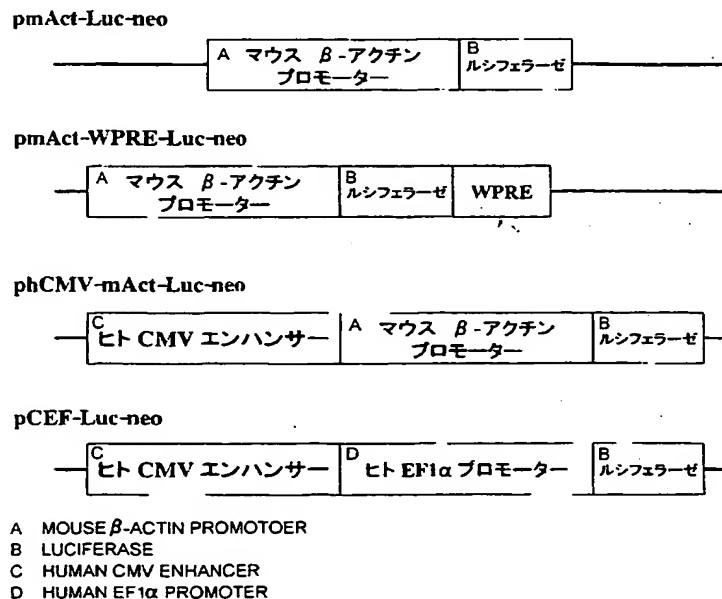 pmAct-Luc-neo
A マウス β-アクチン B
プロモーター ルシフェラーゼ
pmAct-WPRE-Luc-neo
A マウス β-アクチン B
プロモーター ルシフェラーゼ WPRE
phCMV-mAct-Luc-neo
C ヒト CMV エンハンサー A マウス β-アクチン B
プロモーター ルシフェラーゼ
pCEF-Luc-neo
C ヒト CMV エンハンサー D ヒト EF1α プロモーター B ルシフェラーゼ
A MOUSE β-ACTIN PROMOTOER
B LUCIFERASE
C HUMAN CMV ENHANCER
D HUMAN EF1α PROMOTER